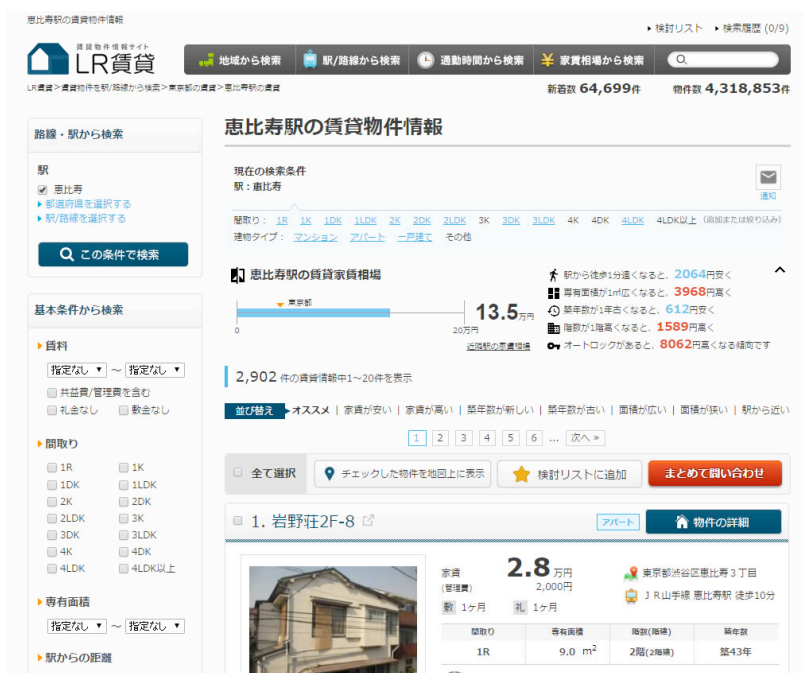 恵比寿駅の賃貸物件情報
検討リスト 検索履歴 (0/9)
賃貸物件情報サイト
LR賃貸
地域から検索 駅/路線から検索 通勤時間から検索 家賃相場から検索
LR賃貸>賃貸物件を駅/路線から検索>東京都の賃貸>恵比寿駅の賃貸
新着数 64,699件 物件数 4,318,853件
路線・駅から検索
駅
恵比寿
都道府県を選択する
駅/路線を選択する
この条件で検索
基本条件から検索
賃料
指定なし ～ 指定なし
共益費/管理費を含む
礼金なし 敷金なし
間取り
1R 1K
1DK 1LDK
2K 2DK
2LDK 3K
3DK 3LDK
4K 4DK
4LDK 4LDK以上
専有面積
指定なし ～ 指定なし
駅からの距離
恵比寿駅の賃貸物件情報
現在の検索条件
駅：恵比寿
通知
間取り： 1R 1K 1DK 1LDK 2K 2DK 2LDK 3K 3DK 3LDK 4K 4DK 4LDK 4LDK以上 (追加または絞り込み)
建物タイプ： マンション アパート 一戸建て その他
恵比寿駅の賃貸家賃相場
東京都
0
20万円
13.5万円
近隣駅の家賃相場
駅から徒歩1分遠くなると、2064円安く
専有面積が1㎡広くなると、3968円高く
築年数が1年古くなると、612円安く
階数が1階高くなると、1589円高く
オートロックがあると、8062円高くなる傾向です
2,902 件の賃貸情報中1～20件を表示
並び替え オススメ | 家賃が安い | 家賃が高い | 築年数が新しい | 築年数が古い | 面積が広い | 面積が狭い | 駅から近い
1 2 3 4 5 6 ... 次へ »
全て選択 チェックした物件を地図上に表示 検討リストに追加 まとめて問い合わせ
1. 岩野荘2F-8 アパート 物件の詳細
家賃 2.8 万円
(管理費) 2,000円
敷 1ヶ月 礼 1ヶ月
東京都渋谷区恵比寿３丁目
ＪＲ山手線 恵比寿駅 徒歩10分
間取り 専有面積 階数(階建) 築年数
1R 9.0 m² 2階(2階建) 築43年